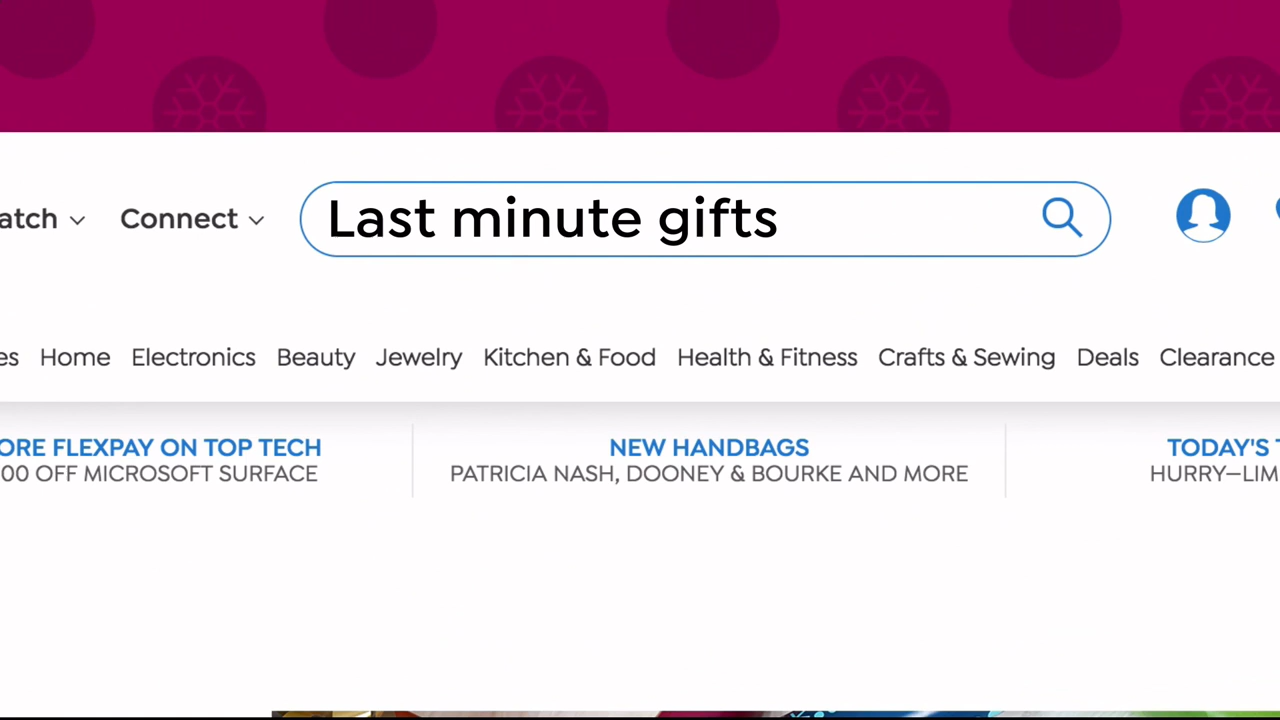 atch Connect Last minute gifts
es Home Electronics Beauty Jewelry Kitchen & Food Health & Fitness Crafts & Sewing Deals Clearance
ORE FLEXPAY ON TOP TECH
00 OFF MICROSOFT SURFACE
NEW HANDBAGS
PATRICIA NASH, DOONEY & BOURKE AND MORE
TODAY'S T
HURRY—LIM